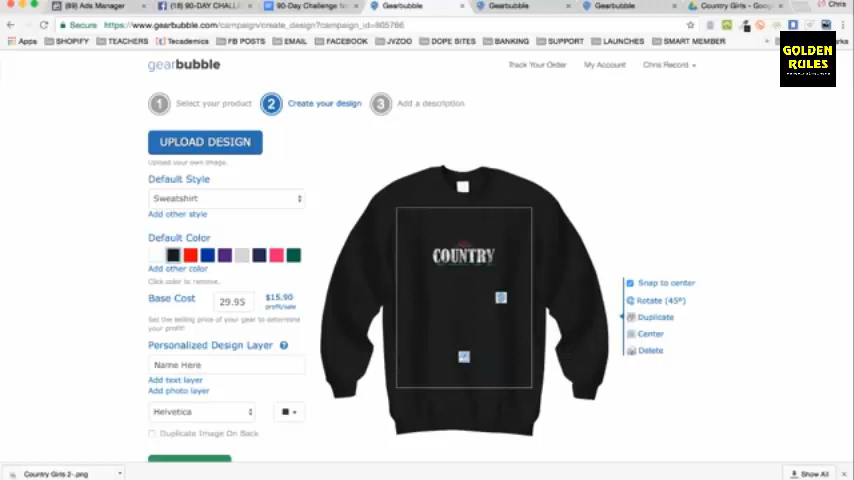 (89) Ads Manager
(18) 90-DAY CHALL
90-Day Challenge N
Gearbubble
Gearbubble
Gearbubble
Country Girls - Goog
Chris
Secure
https://www.gearbubble.com/campaign/create_design?campaign_id=805766
Apps
SHOPIFY
TEACHERS
Tecademics
FB POSTS
EMAIL
FACEBOOK
JVZOO
DOPE SITES
BANKING
SUPPORT
LAUNCHES
SMART MEMBER
GOLDEN
RULES
gearbubble
Track Your Order
My Account
Chris Record
1
Select your product
2
Create your design
3
Add a description
UPLOAD DESIGN
Upload your own image.
Default Style
Sweatshirt
Add other style
Default Color
Add other color
Click color to remove.
Base Cost
29.95
$15.90
profit/sale
Set the selling price of your gear to determine
your profit!
Personalized Design Layer
Name Here
Add text layer
Add photo layer
Helvetica
Duplicate Image On Back
COUNTRY
Snap to center
Rotate (45º)
Duplicate
Center
Delete
Country Girls 2-.png
Show All